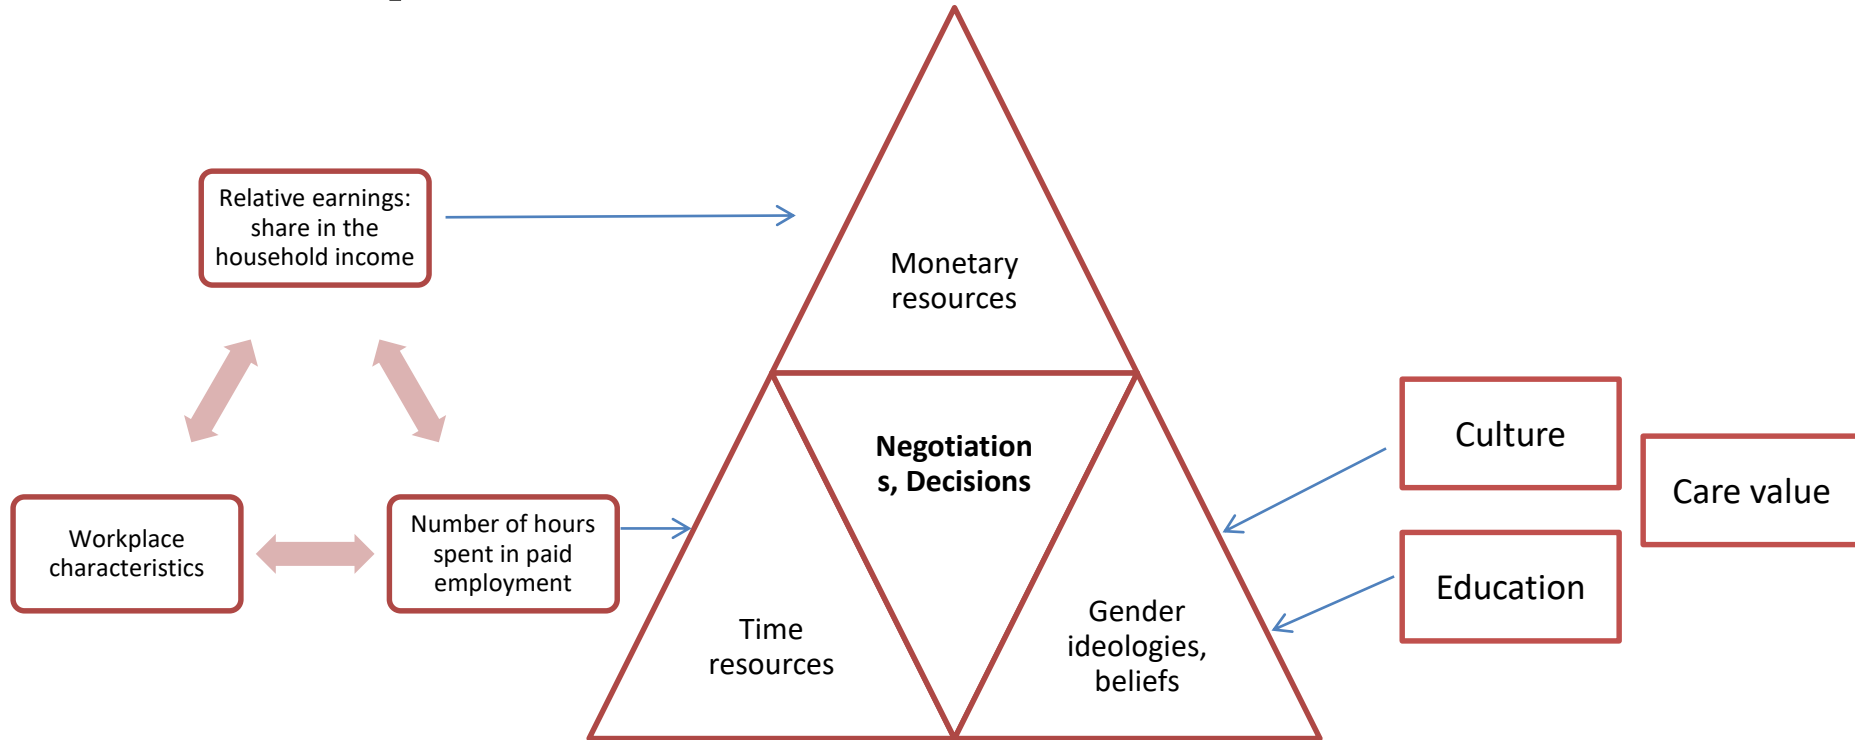 Relative earnings:
share in the
household income
Monetary
resources
Negotiation
s, Decisions
Culture
Care value
Workplace
characteristics
Number of hours
spent in paid
employment
Education
Time
resources
Gender
ideologies,
beliefs